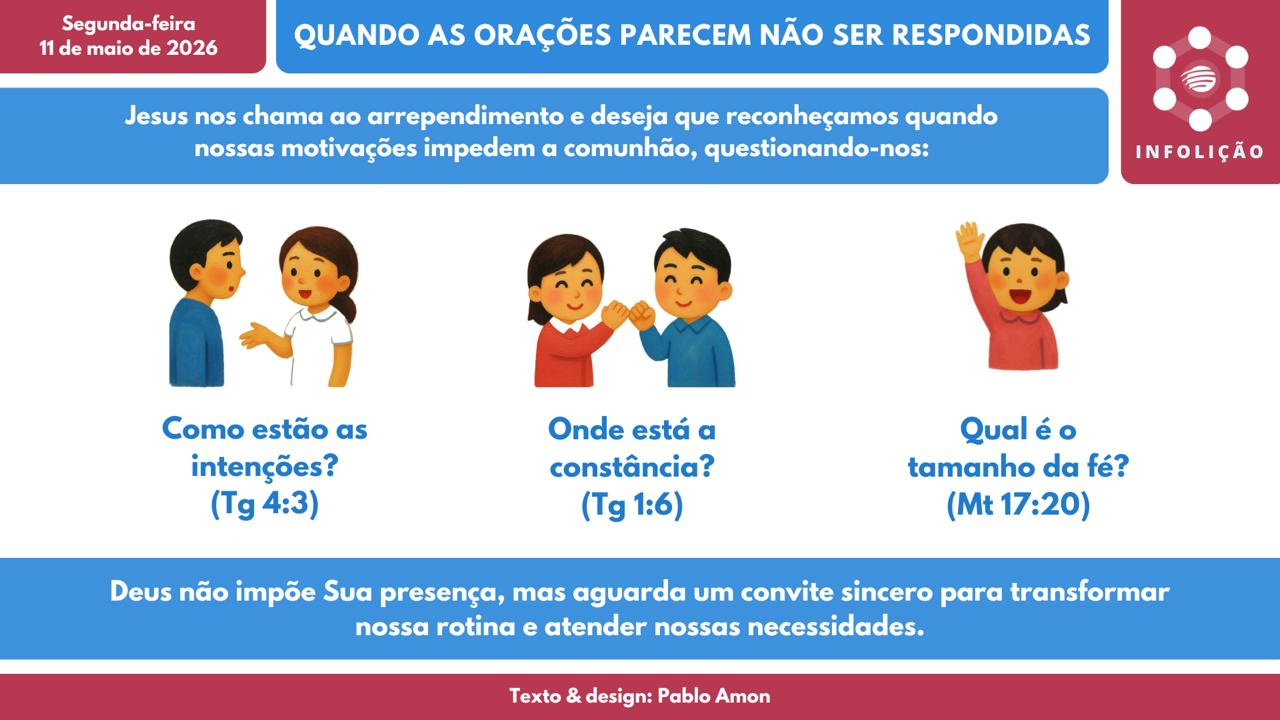 Segunda-feira
11 de maio de 2026
QUANDO AS ORAÇÕES PARECEM NÃO SER RESPONDIDAS
INFOLIÇÃO
Jesus nos chama ao arrependimento e deseja que reconheçamos quando
nossas motivações impedem a comunhão, questionando-nos:
Como estão as
intenções?
(Tg 4:3)
Onde está a
constância?
(Tg 1:6)
Qual é o
tamanho da fé?
(Mt 17:20)
Deus não impõe Sua presença, mas aguarda um convite sincero para transformar
nossa rotina e atender nossas necessidades.
Texto & design: Pablo Amon